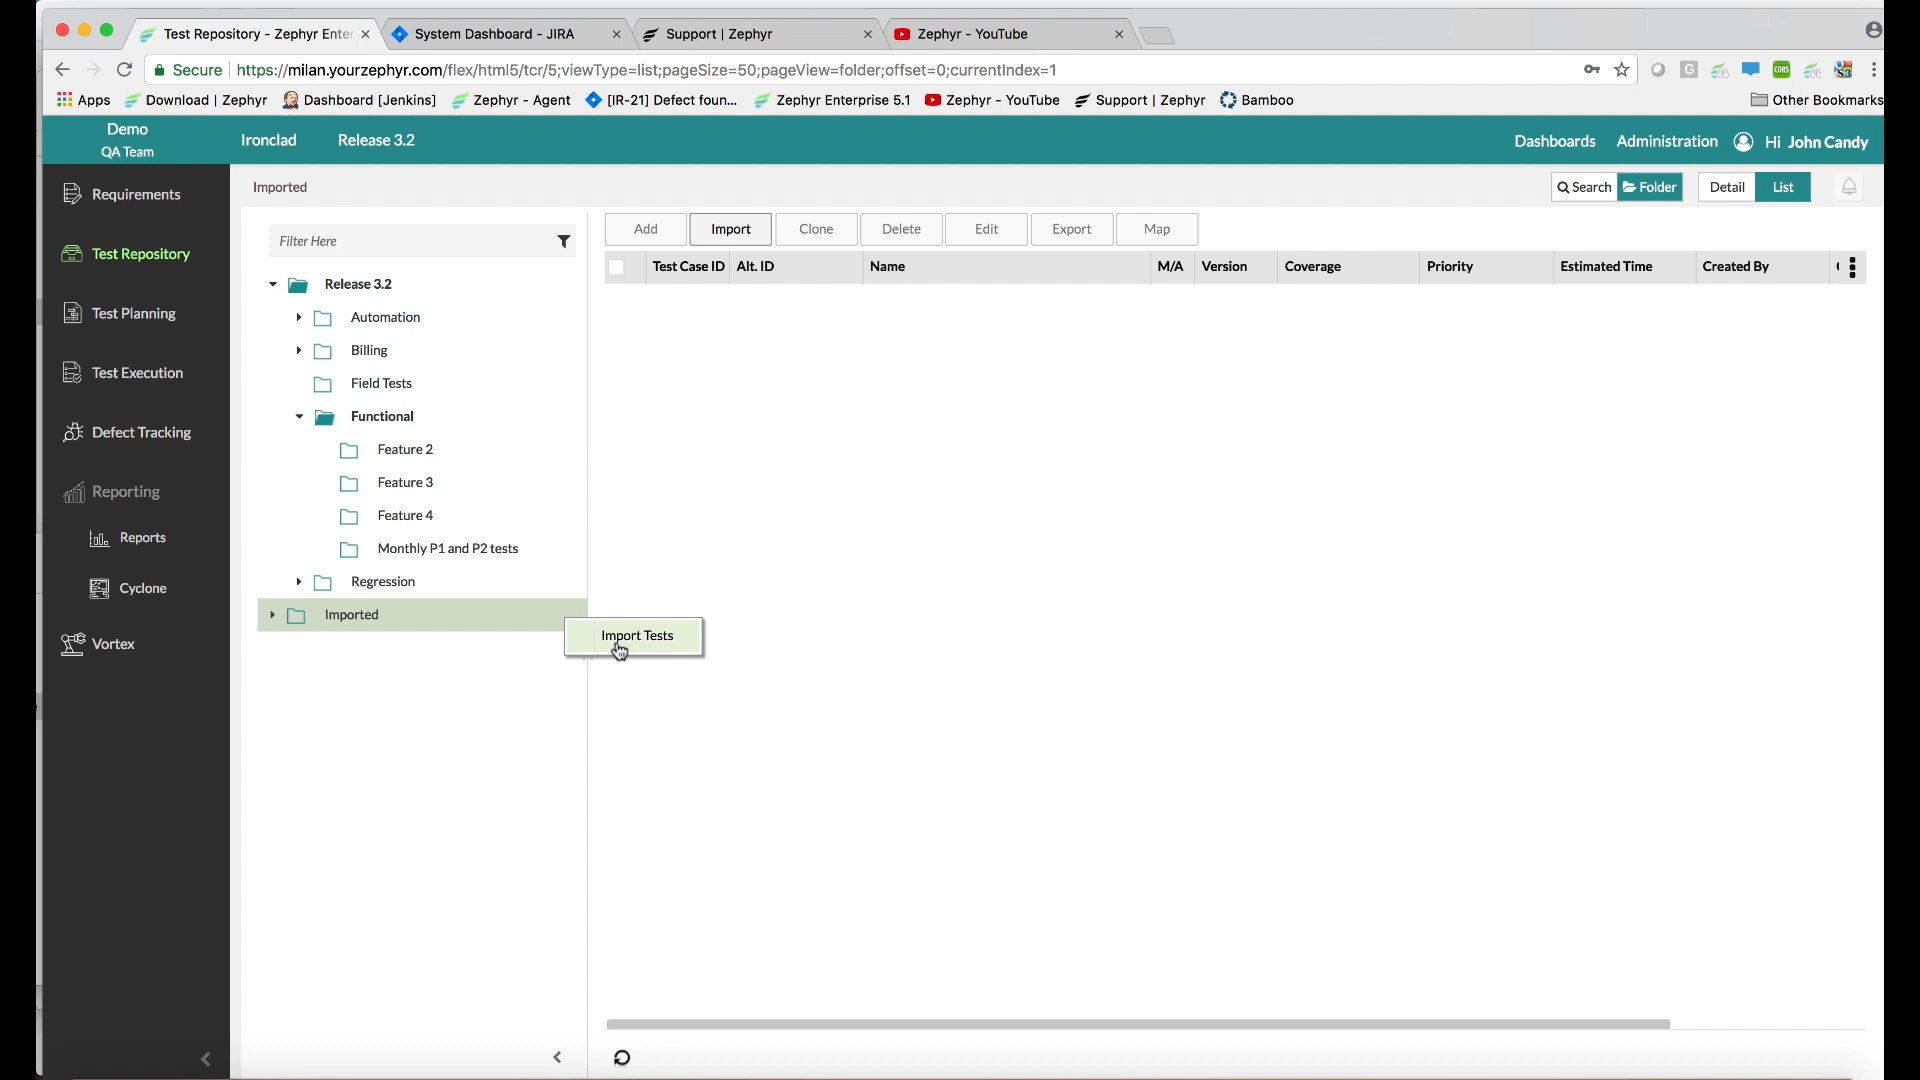 Test Repository - Zephyr Enter
System Dashboard - JIRA
Support | Zephyr
Zephyr - YouTube
Secure
https://milan.yourzephyr.com/flex/html5/tcr/5;viewType=list;pageSize=50;pageView=folder;offset=0;currentIndex=1
G
CORS
S3
Apps
Download | Zephyr
Dashboard [Jenkins]
Zephyr - Agent
[IR-21] Defect foun...
Zephyr Enterprise 5.1
Zephyr - YouTube
Support | Zephyr
Bamboo
Other Bookmarks
Demo
QA Team
Ironclad
Release 3.2
Dashboards
Administration
Hi John Candy
Requirements
Test Repository
Test Planning
Test Execution
Defect Tracking
Reporting
Reports
Cyclone
Vortex
Imported
Search
Folder
Detail
List
Filter Here
Release 3.2
Automation
Billing
Field Tests
Functional
Feature 2
Feature 3
Feature 4
Monthly P1 and P2 tests
Regression
Imported
Import Tests
Add
Import
Clone
Delete
Edit
Export
Map
Test Case ID
Alt. ID
Name
M/A
Version
Coverage
Priority
Estimated Time
Created By